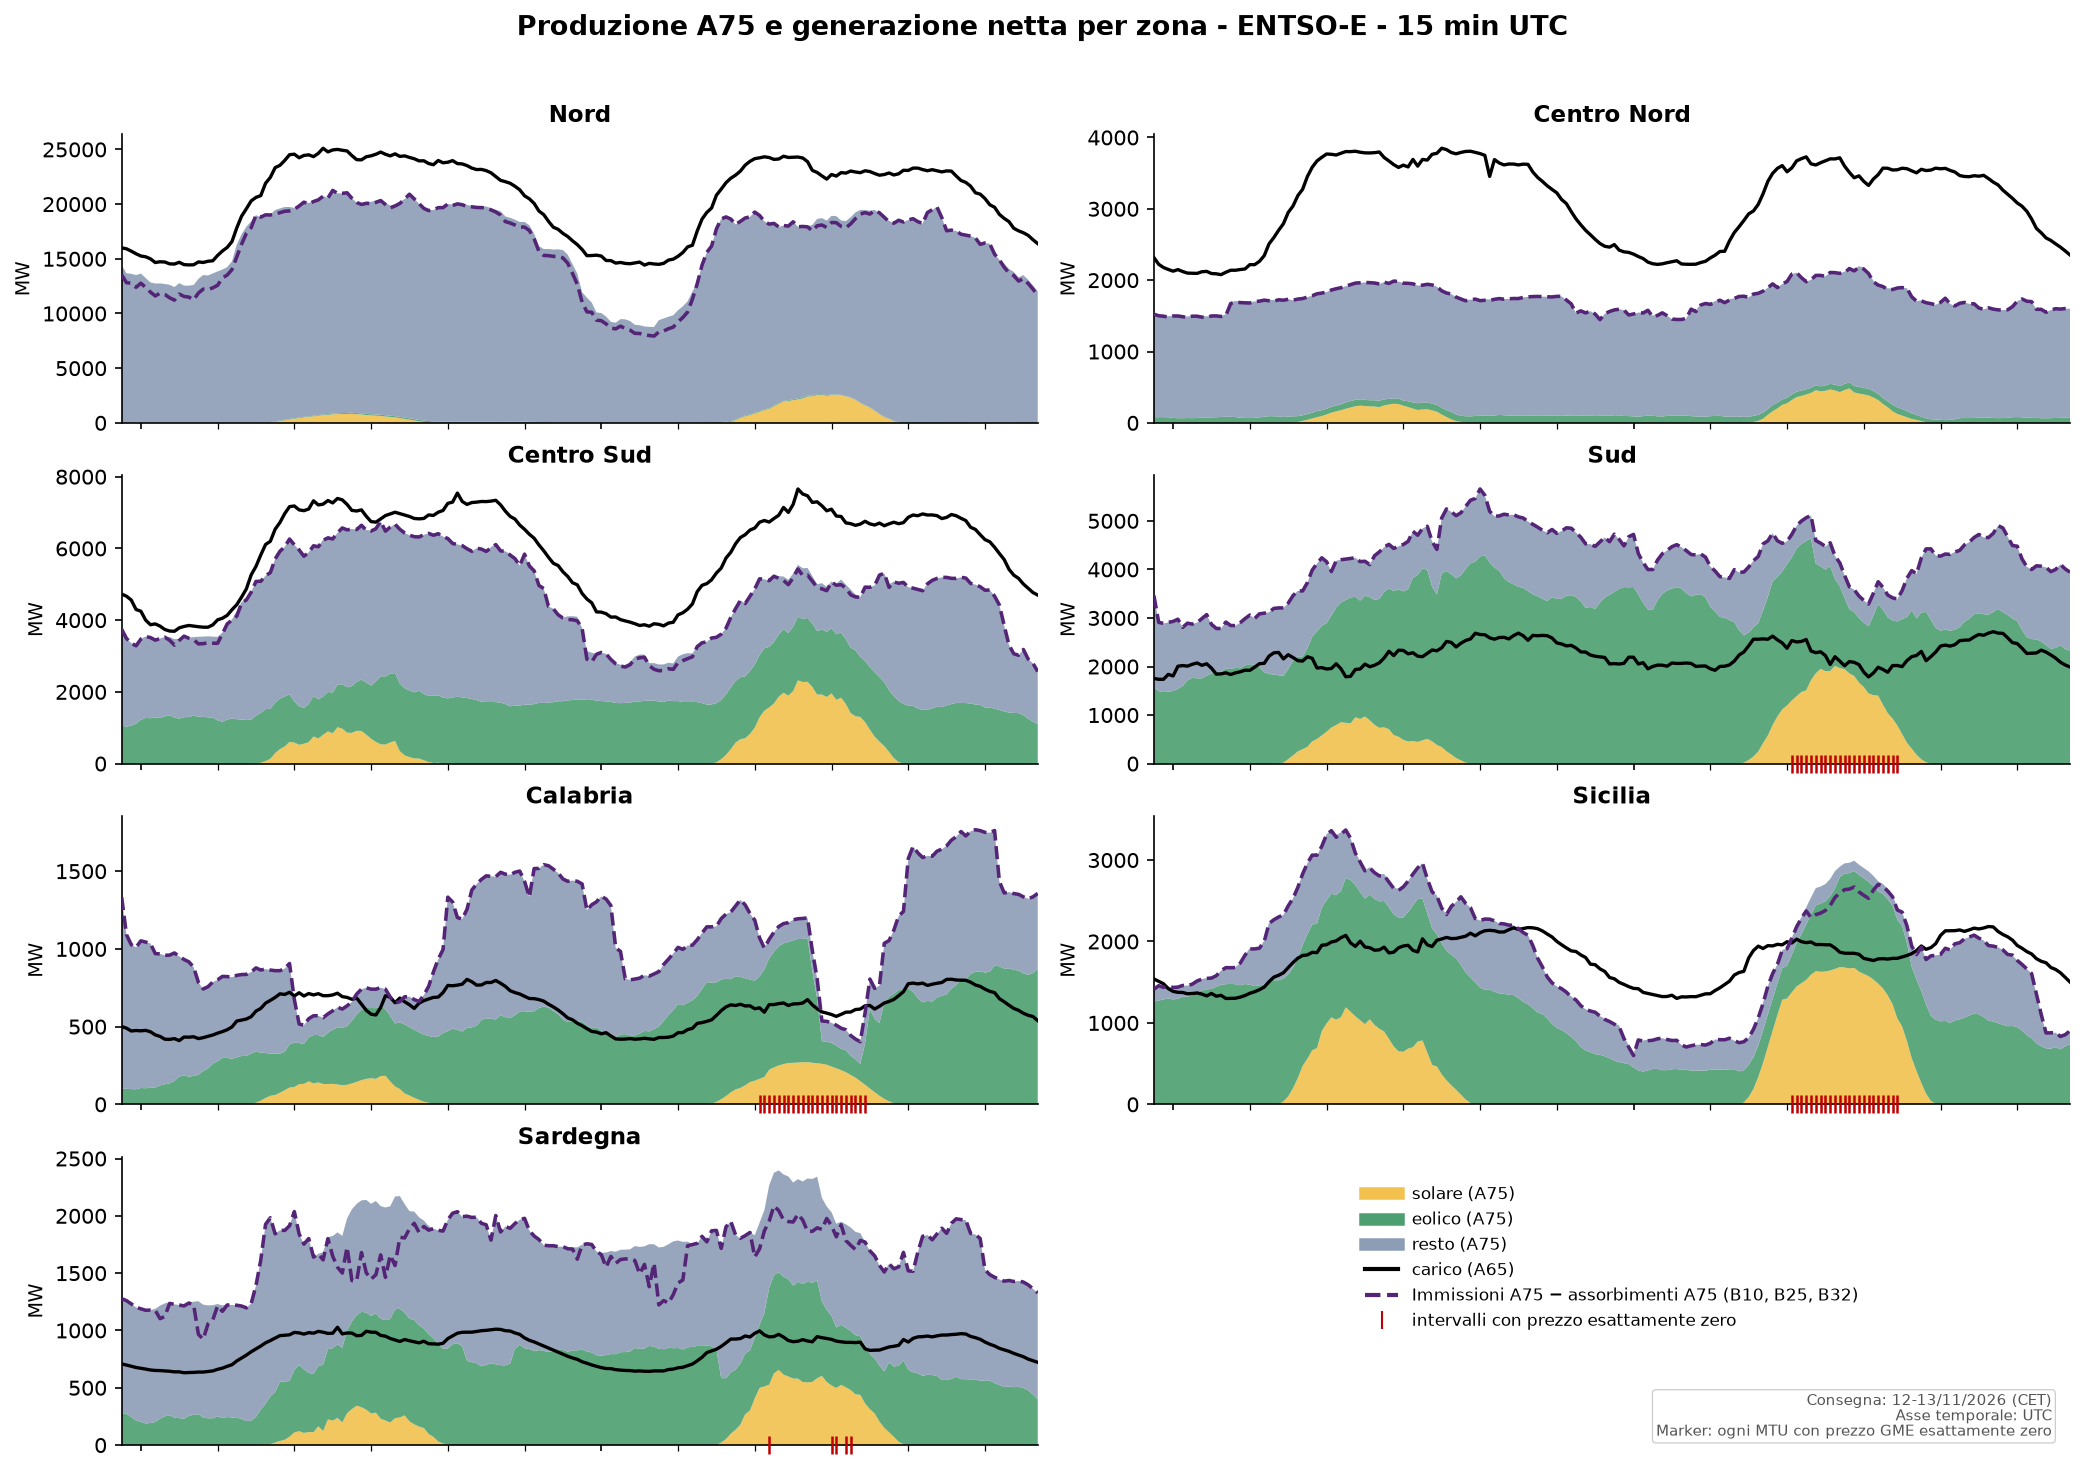 Produzione A75 e generazione netta per zona - ENTSO-E - 15 min UTC
Nord
25000
20000
15000
10000
5000
0
MW
Centro Nord
4000
3000
2000
1000
0
MW
Centro Sud
8000
6000
4000
2000
0
MW
Sud
5000
4000
3000
2000
1000
0
MW
Calabria
1500
1000
500
0
MW
Sicilia
3000
2000
1000
0
MW
Sardegna
2500
2000
1500
1000
500
0
MW
solare (A75)
eolico (A75)
resto (A75)
carico (A65)
Immissioni A75 − assorbimenti A75 (B10, B25, B32)
intervalli con prezzo esattamente zero
Consegna: 12-13/11/2026 (CET)
Asse temporale: UTC
Marker: ogni MTU con prezzo GME esattamente zero